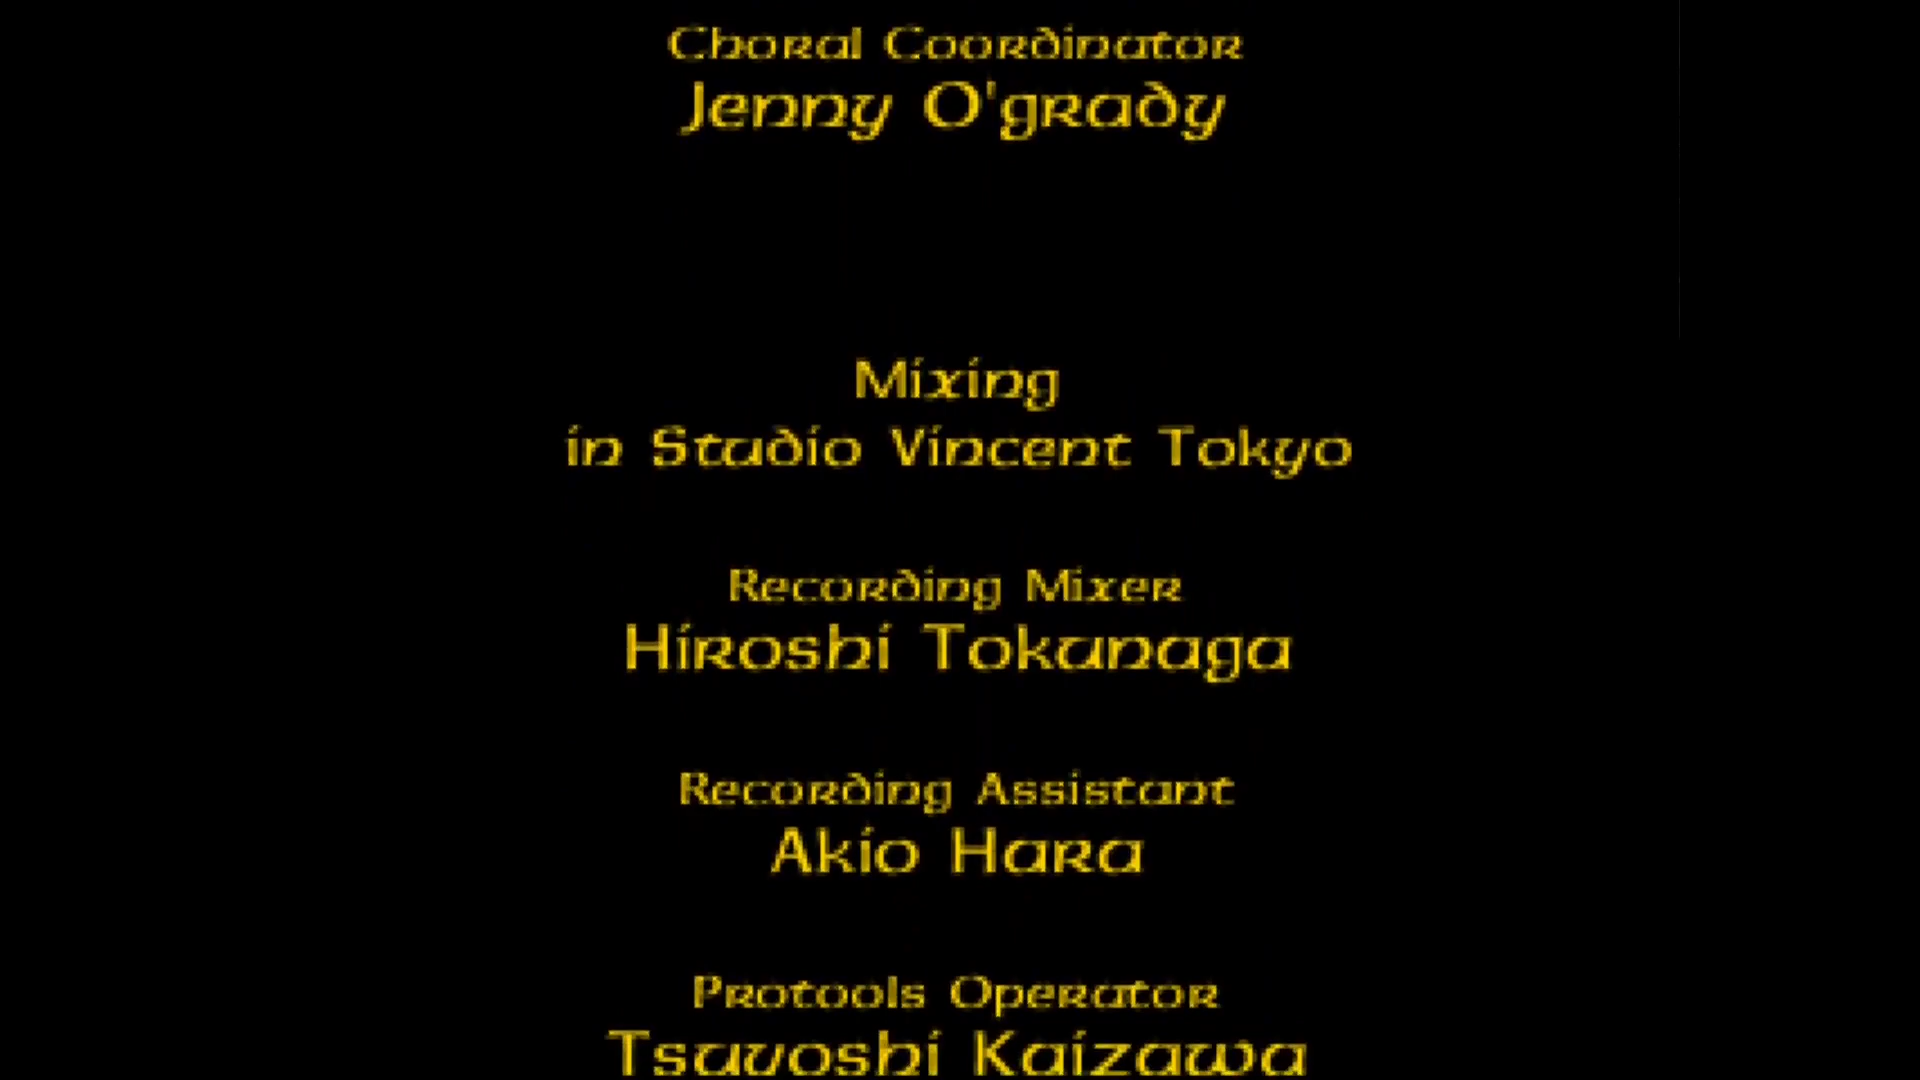 Choral Coordinator
Jenny O'grady
Mixing
in Studio Vincent Tokyo
Recording Mixer
Hiroshi Tokunaga
Recording Assistant
Akio Hara
Protools Operator
Tsuyoshi Kaizawa